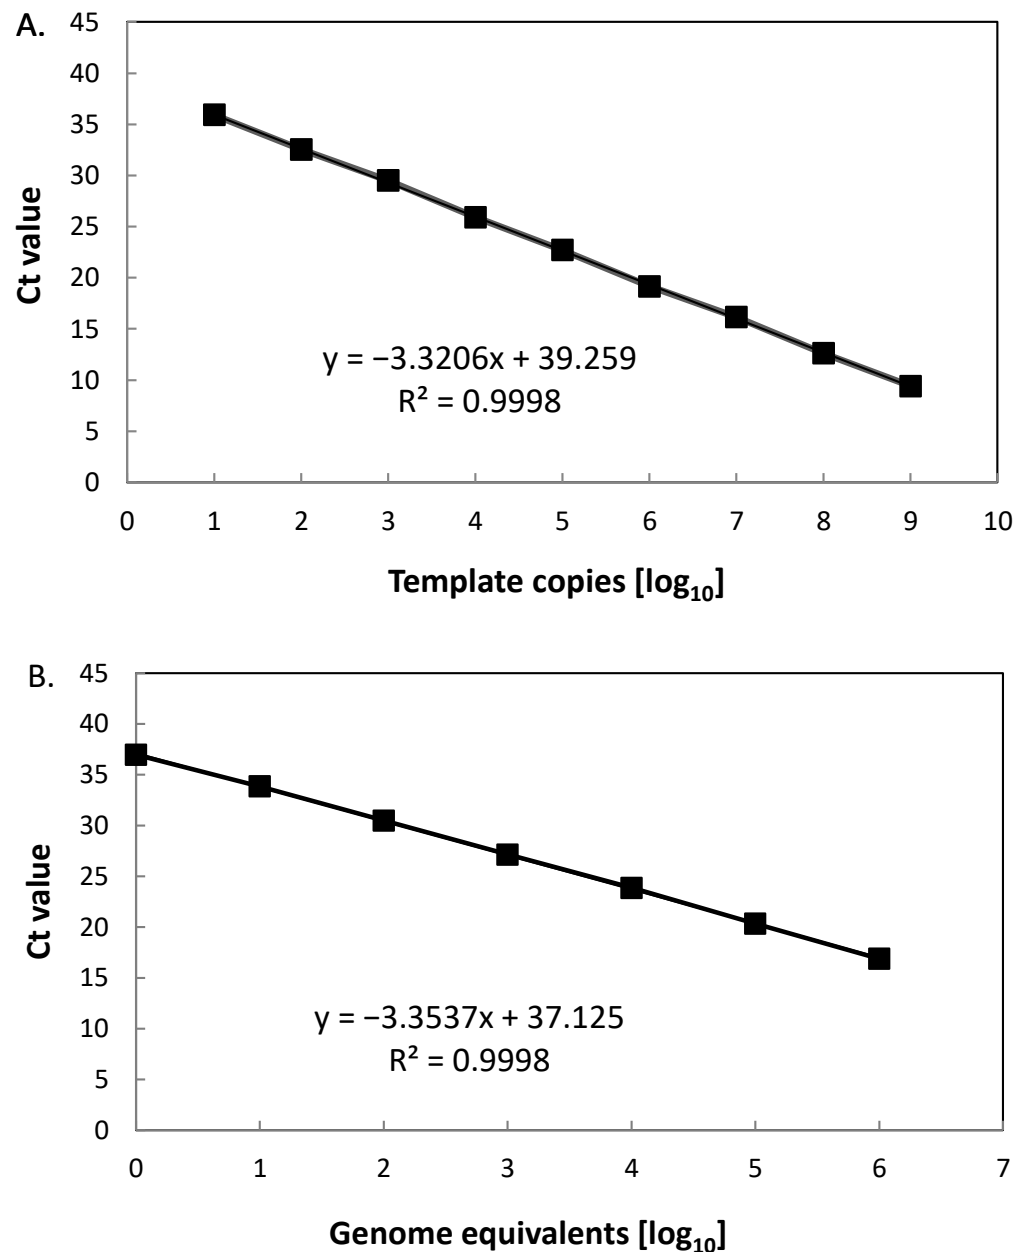 A.
45
40
35
30
25
20
15
10
5
0
Ct value
y = −3.3206x + 39.259
R² = 0.9998
0 1 2 3 4 5 6 7 8 9 10
Template copies [log₁₀]
B.
45
40
35
30
25
20
15
10
5
0
Ct value
y = −3.3537x + 37.125
R² = 0.9998
0 1 2 3 4 5 6 7
Genome equivalents [log₁₀]